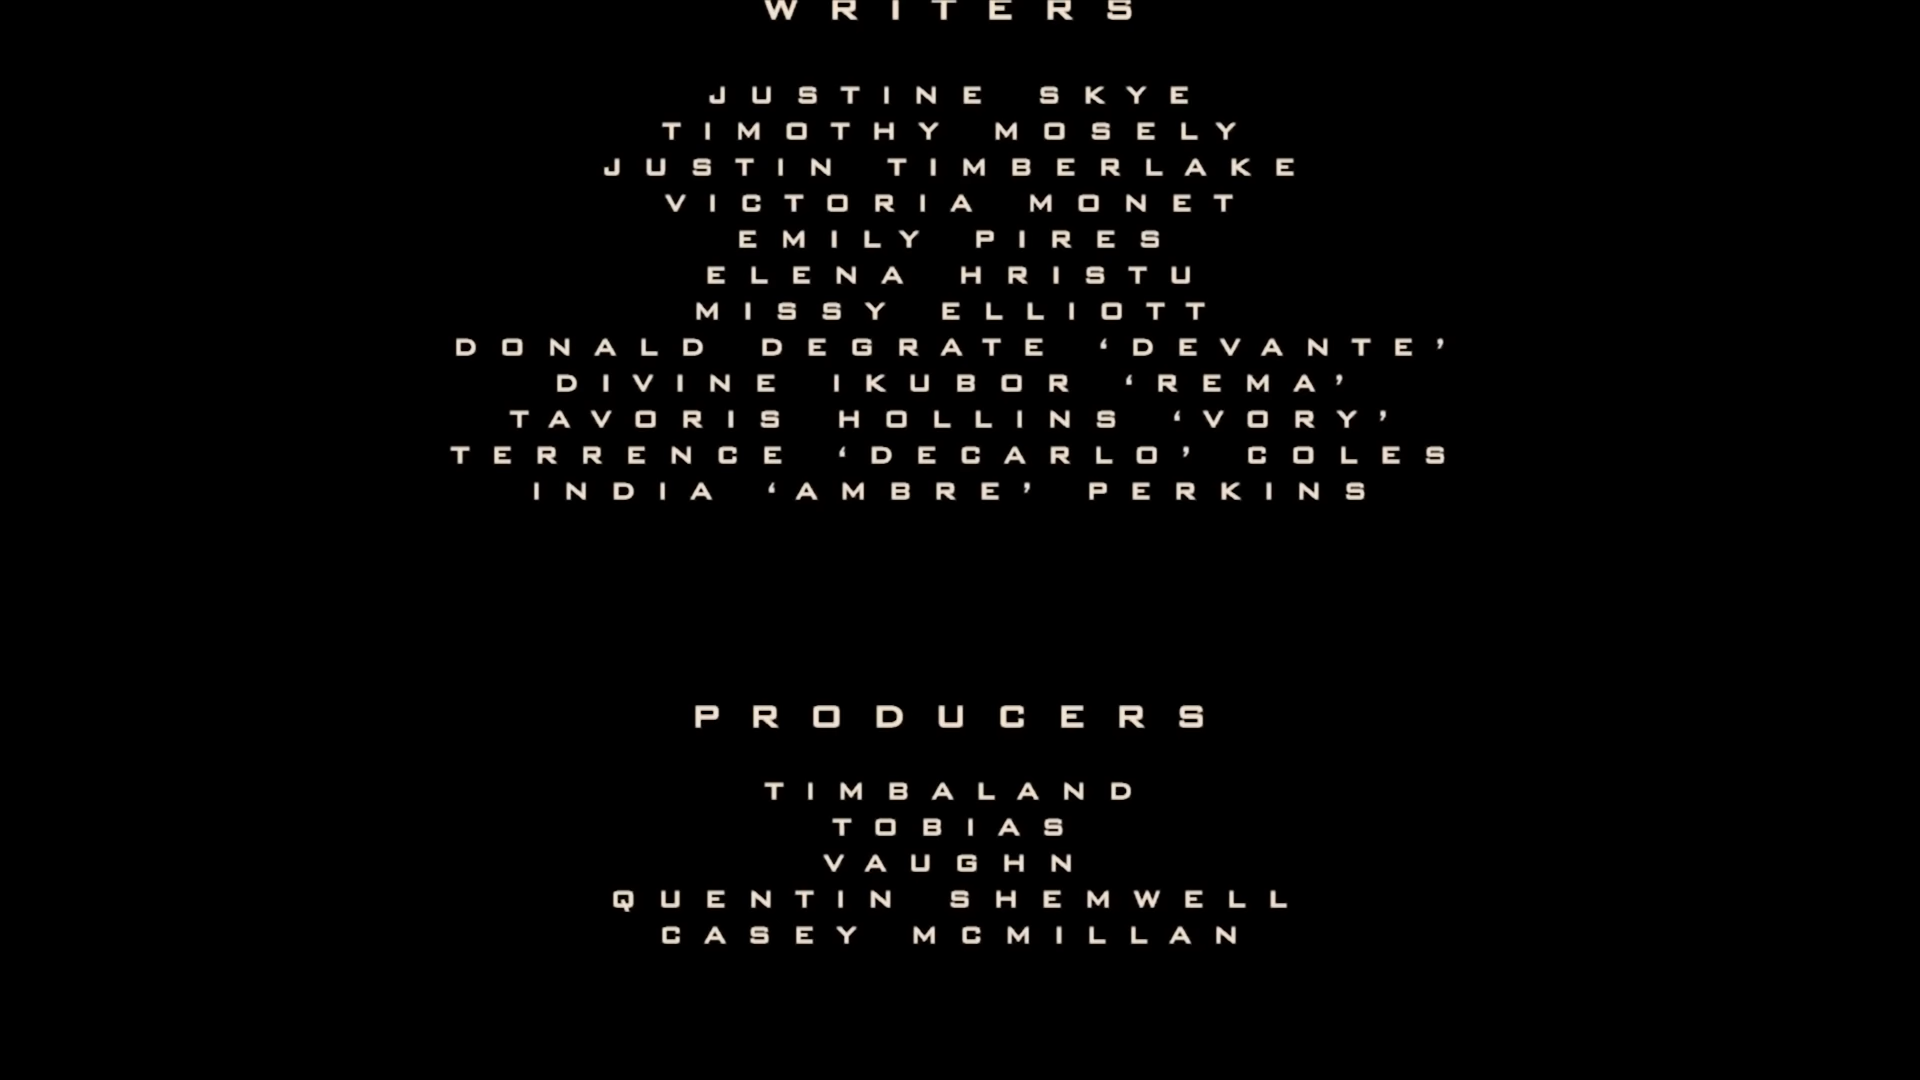 WRITERS
JUSTINE SKYE
TIMOTHY MOSELY
JUSTIN TIMBERLAKE
VICTORIA MONET
EMILY PIRES
ELENA HRISTU
MISSY ELLIOTT
DONALD DEGRATE ‘DEVANTE’
DIVINE IKUBOR ‘REMA’
TAVORIS HOLLINS ‘VORY’
TERRENCE ‘DECARLO’ COLES
INDIA ‘AMBRE’ PERKINS
PRODUCERS
TIMBALAND
TOBIAS
VAUGHN
QUENTIN SHEMWELL
CASEY MCMILLAN